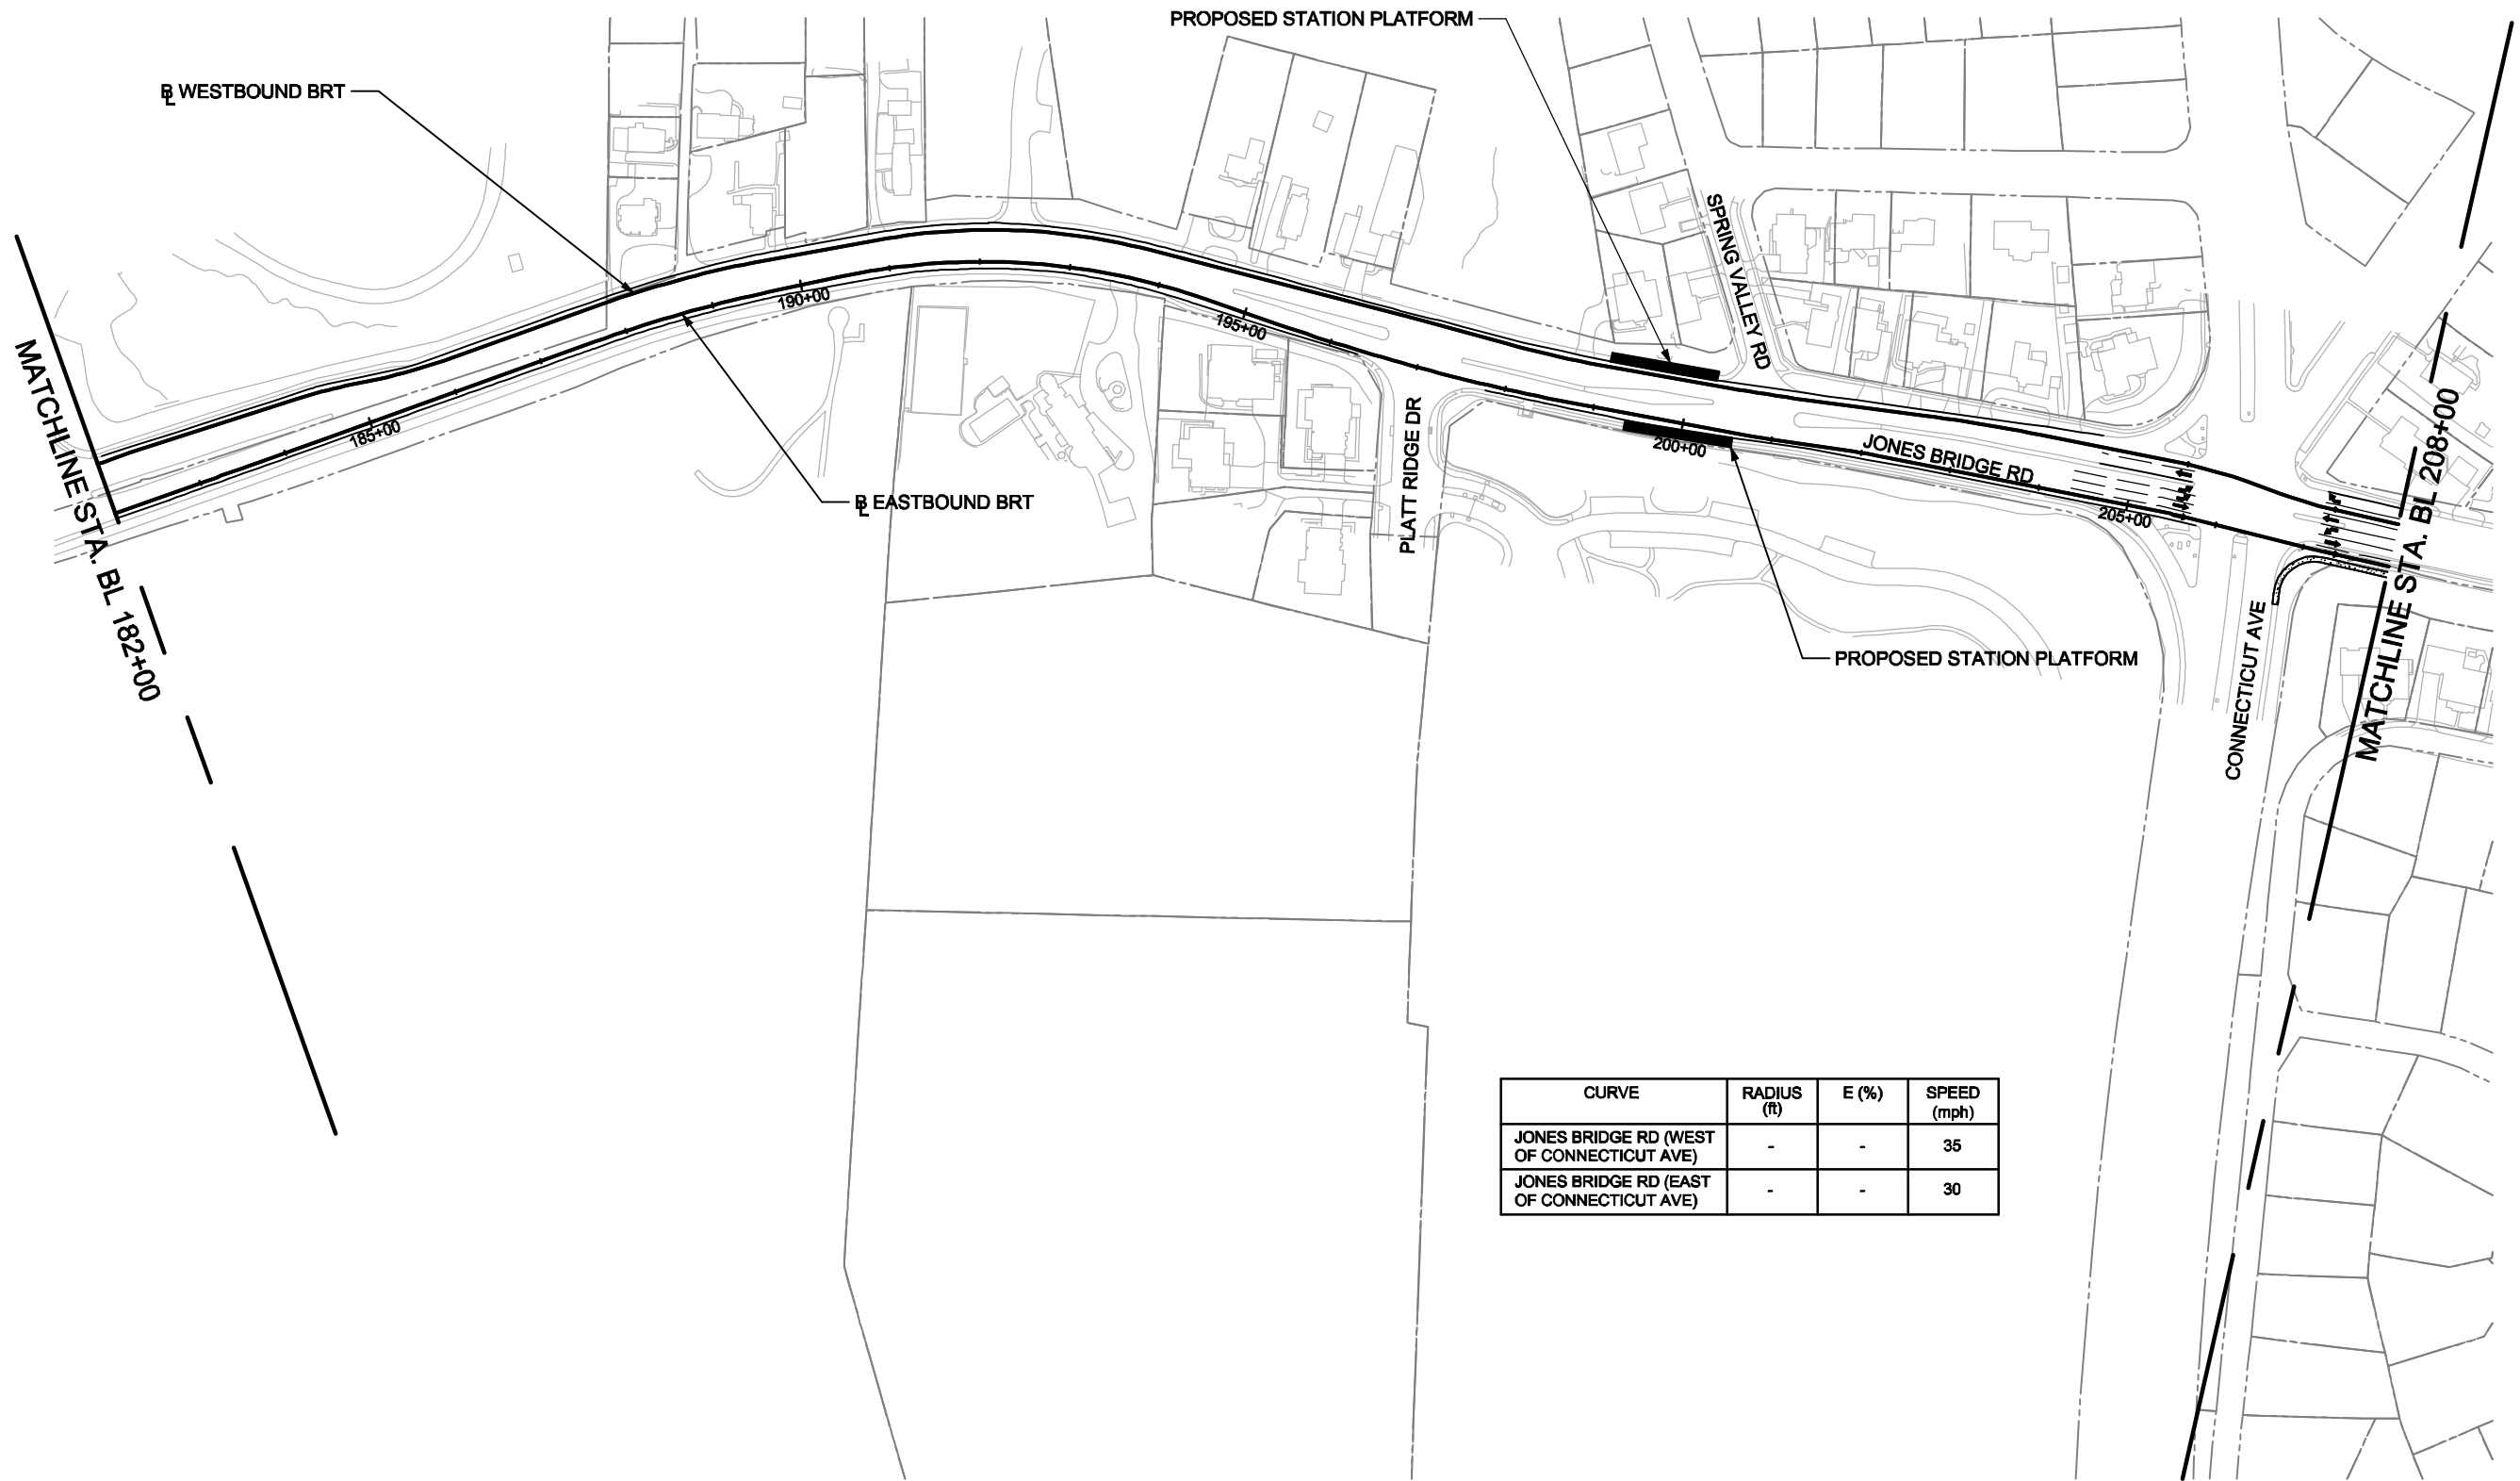 PROPOSED STATION PLATFORM
BL WESTBOUND BRT
SPRING VALLEY RD
190+00
195+00
MATCHLINE STA. BL 182+00
185+00
PLATT RIDGE DR
200+00
JONES BRIDGE RD
205+00
MATCHLINE STA. BL 208+00
BL EASTBOUND BRT
PROPOSED STATION PLATFORM
CONNECTICUT AVE
CURVE
RADIUS
(ft)
E (%)
SPEED
(mph)
JONES BRIDGE RD (WEST
OF CONNECTICUT AVE)
-
-
35
JONES BRIDGE RD (EAST
OF CONNECTICUT AVE)
-
-
30